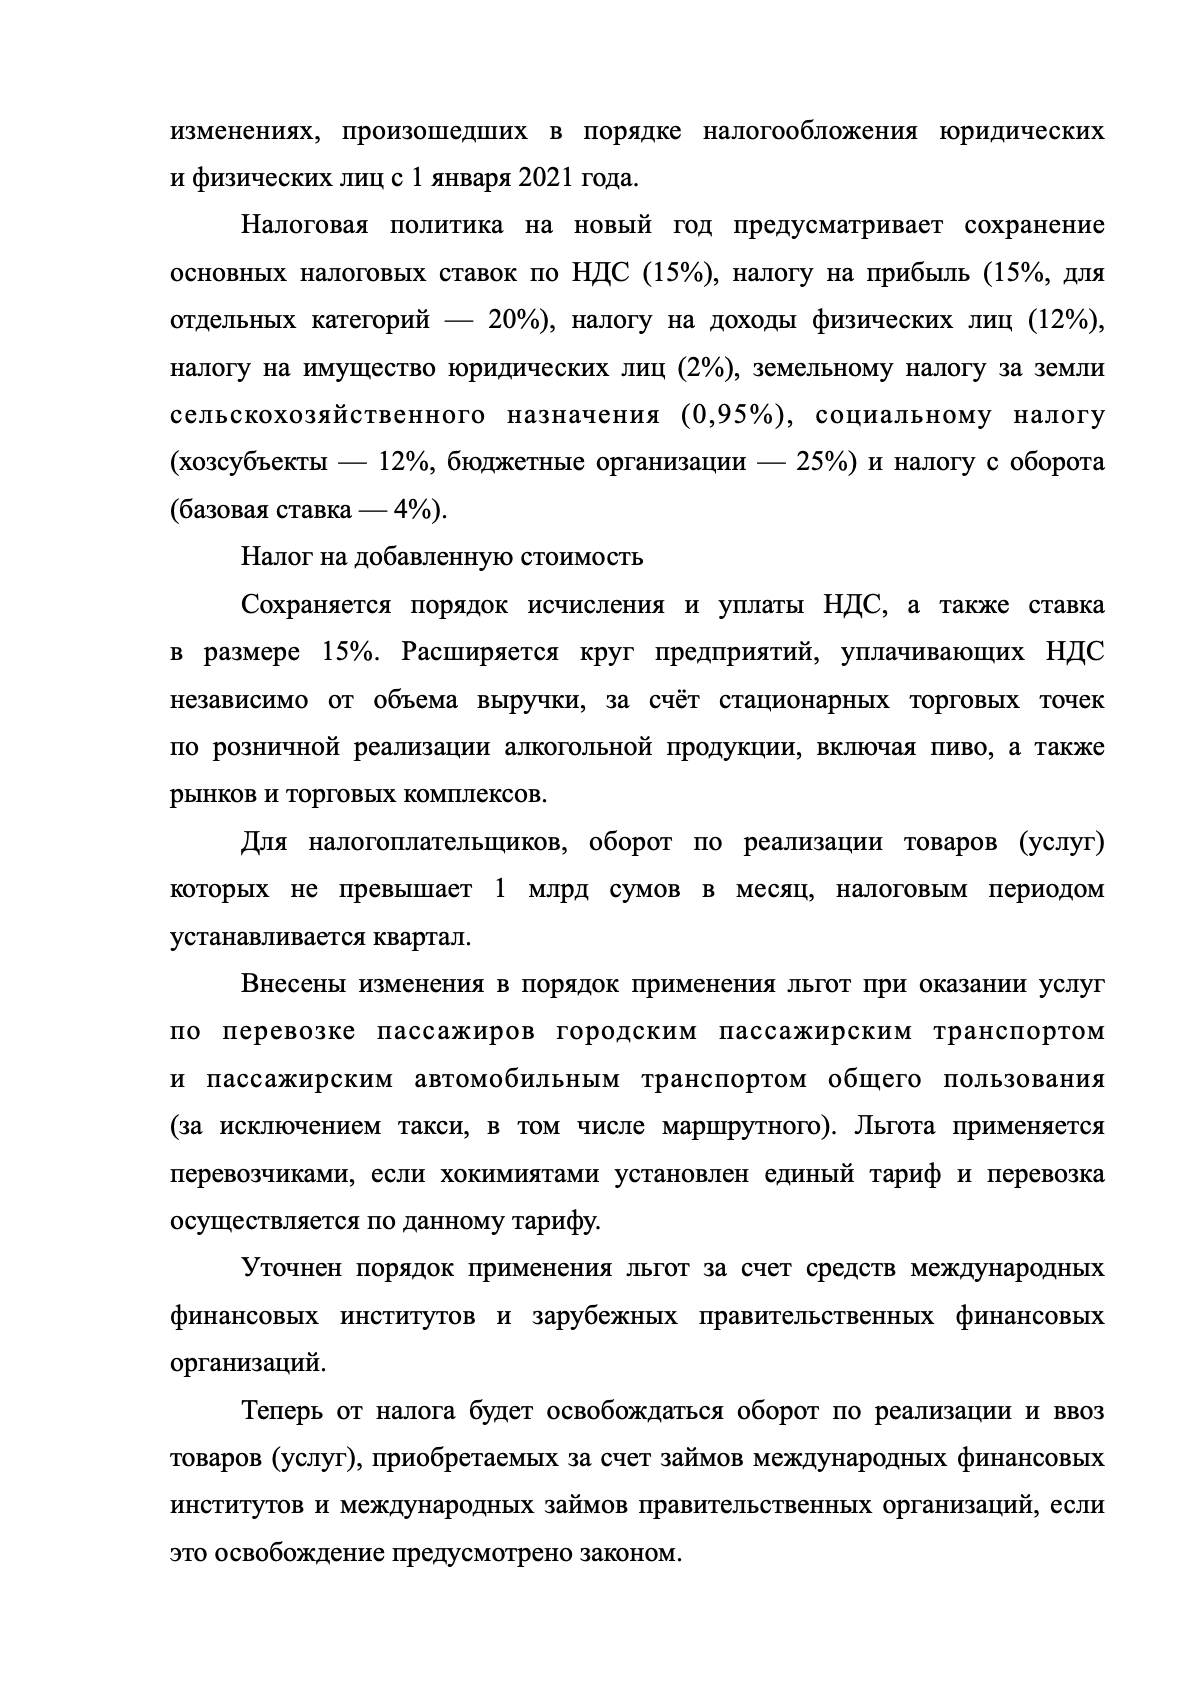 изменениях, произошедших в порядке налогообложения юридических
и физических лиц с 1 января 2021 года.
Налоговая политика на новый год предусматривает сохранение
основных налоговых ставок по НДС (15%), налогу на прибыль (15%, для
отдельных категорий — 20%), налогу на доходы физических лиц (12%),
налогу на имущество юридических лиц (2%), земельному налогу за земли
сельскохозяйственного назначения (0,95%), социальному налогу
(хозсубъекты — 12%, бюджетные организации — 25%) и налогу с оборота
(базовая ставка — 4%).
Налог на добавленную стоимость
Сохраняется порядок исчисления и уплаты НДС, а также ставка
в размере 15%. Расширяется круг предприятий, уплачивающих НДС
независимо от объема выручки, за счёт стационарных торговых точек
по розничной реализации алкогольной продукции, включая пиво, а также
рынков и торговых комплексов.
Для налогоплательщиков, оборот по реализации товаров (услуг)
которых не превышает 1 млрд сумов в месяц, налоговым периодом
устанавливается квартал.
Внесены изменения в порядок применения льгот при оказании услуг
по перевозке пассажиров городским пассажирским транспортом
и пассажирским автомобильным транспортом общего пользования
(за исключением такси, в том числе маршрутного). Льгота применяется
перевозчиками, если хокимиятами установлен единый тариф и перевозка
осуществляется по данному тарифу.
Уточнен порядок применения льгот за счет средств международных
финансовых институтов и зарубежных правительственных финансовых
организаций.
Теперь от налога будет освобождаться оборот по реализации и ввоз
товаров (услуг), приобретаемых за счет займов международных финансовых
институтов и международных займов правительственных организаций, если
это освобождение предусмотрено законом.